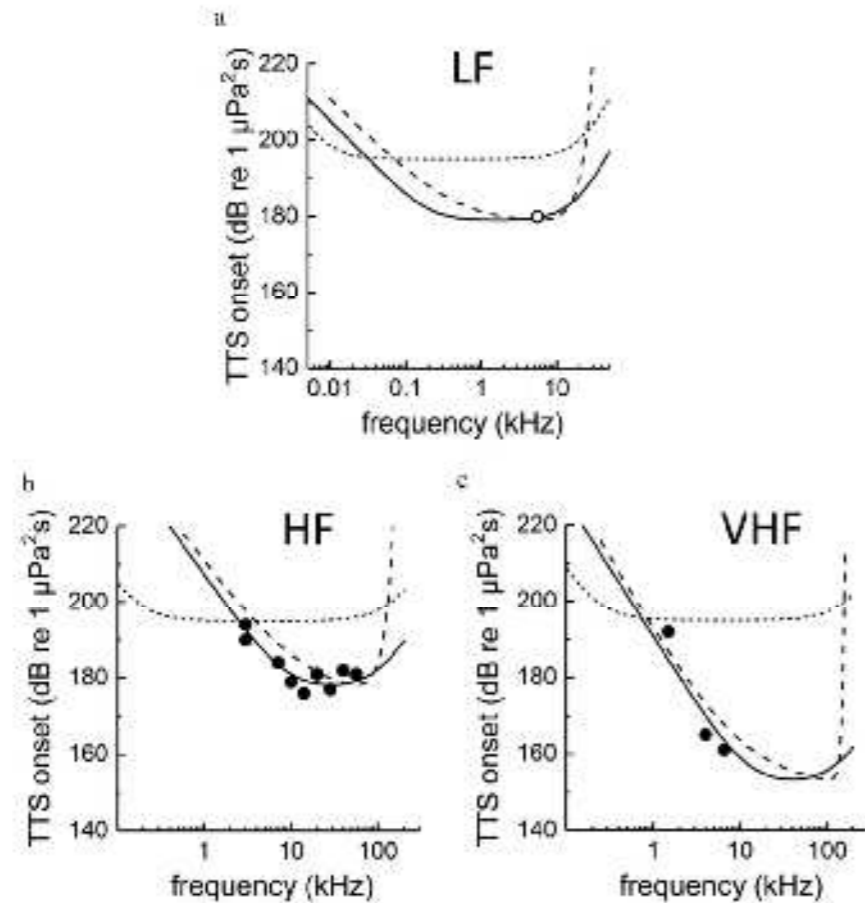 a
LF
TTS onset (dB re 1 µPa²s)
220
200
180
160
140
0.01 0.1 1 10
frequency (kHz)
b
HF
TTS onset (dB re 1 µPa²s)
220
200
180
160
140
1 10 100
frequency (kHz)
c
VHF
TTS onset (dB re 1 µPa²s)
220
200
180
160
140
1 10 100
frequency (kHz)